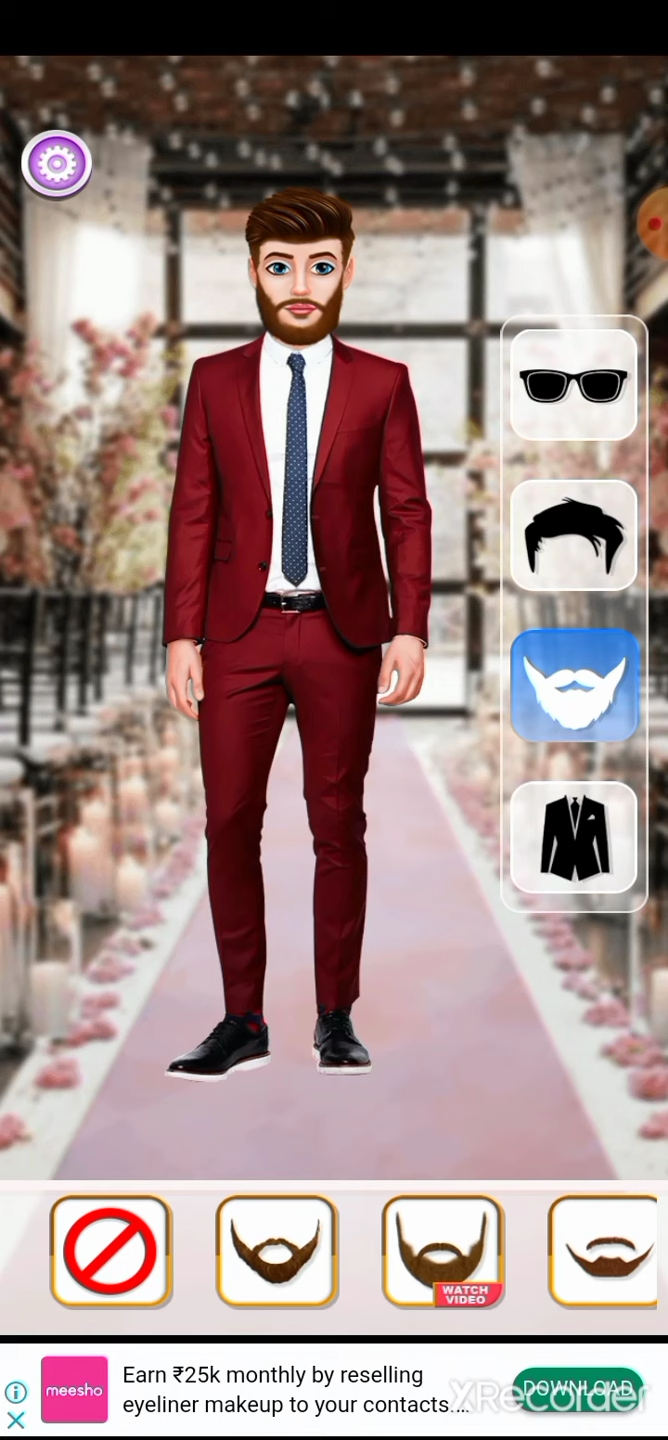 WATCH
VIDEO
meesho
Earn ₹25k monthly by reselling
eyeliner makeup to your contacts....
DOWNLOAD
XRecorder